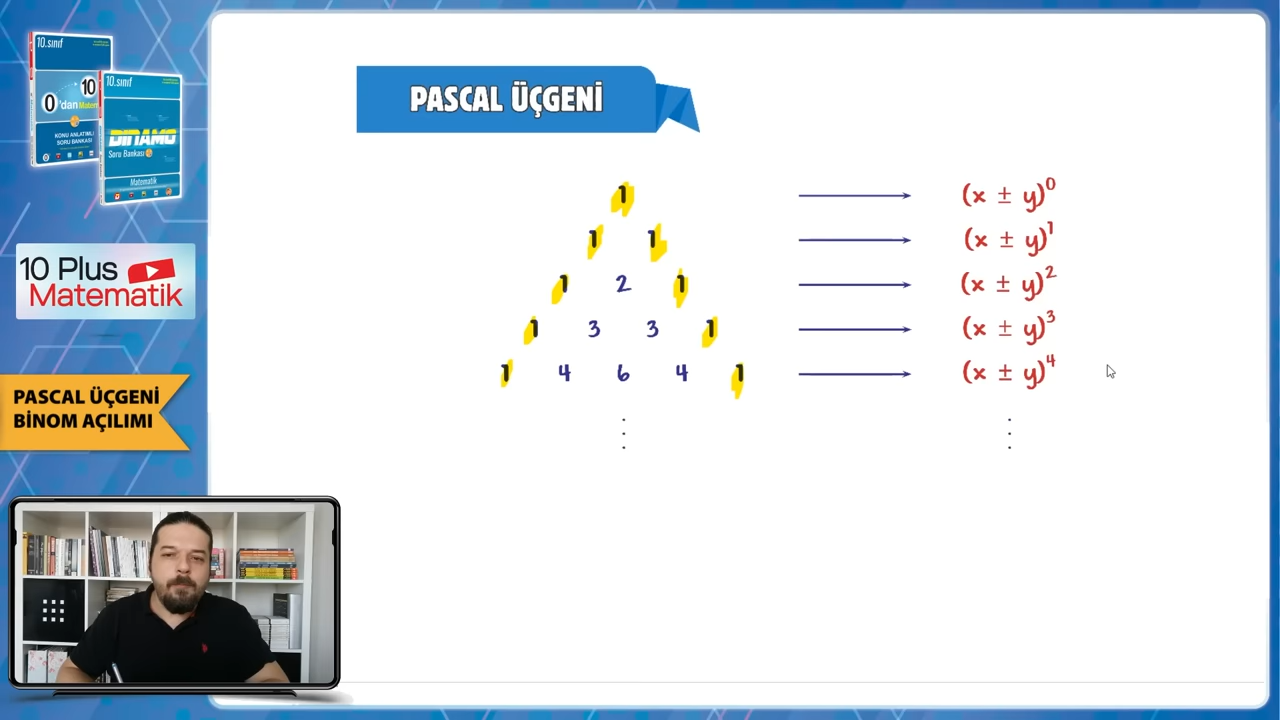 10.sınıf
0'dan 10
Matem
KONU ANLATIMLI
SORU BANKASI
10.sınıf
DİNAMO
Soru Bankası
Matematik
10 Plus
Matematik
PASCAL ÜÇGENİ
BİNOM AÇILIMI
PASCAL ÜÇGENİ
1 (x ± y)⁰
1 1 (x ± y)¹
1 2 1 (x ± y)²
1 3 3 1 (x ± y)³
1 4 6 4 1 (x ± y)⁴